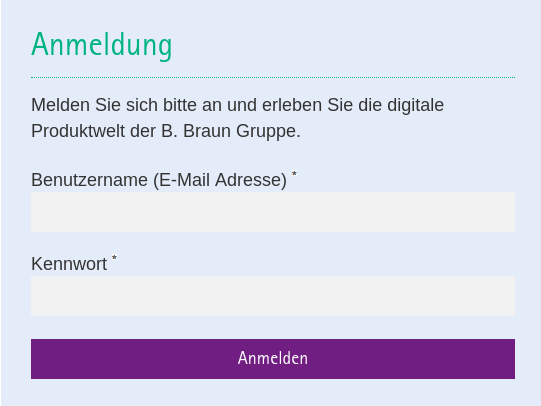 Anmeldung
Melden Sie sich bitte an und erleben Sie die digitale
Produktwelt der B. Braun Gruppe.
Benutzername (E-Mail Adresse) *
Kennwort *
Anmelden